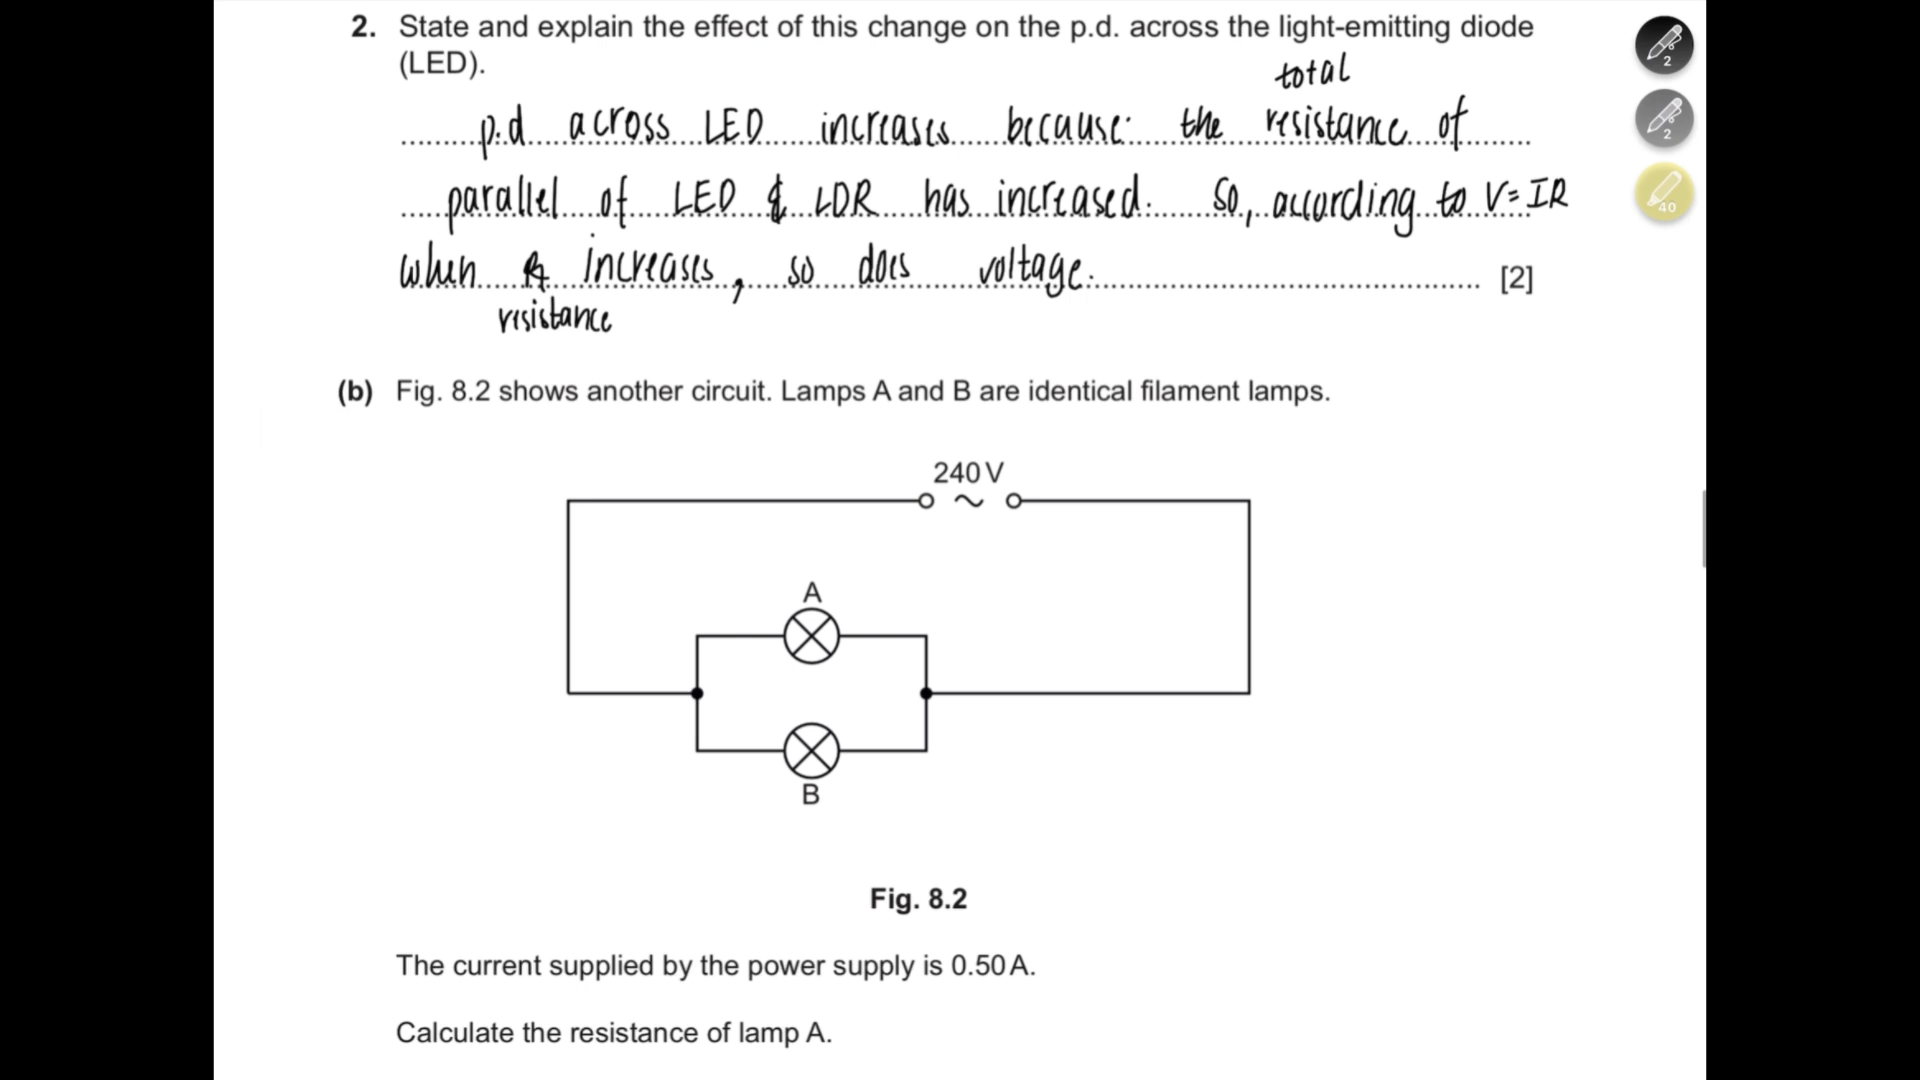 2. State and explain the effect of this change on the p.d. across the light-emitting diode
(LED).
total
p.d across LED increases because the resistance of
parallel of LED & LDR has increased. So, according to V=IR
when increases, so does voltage. [2]
resistance
(b) Fig. 8.2 shows another circuit. Lamps A and B are identical filament lamps.
240 V
~
A
B
Fig. 8.2
The current supplied by the power supply is 0.50 A.
Calculate the resistance of lamp A.
2
2
40